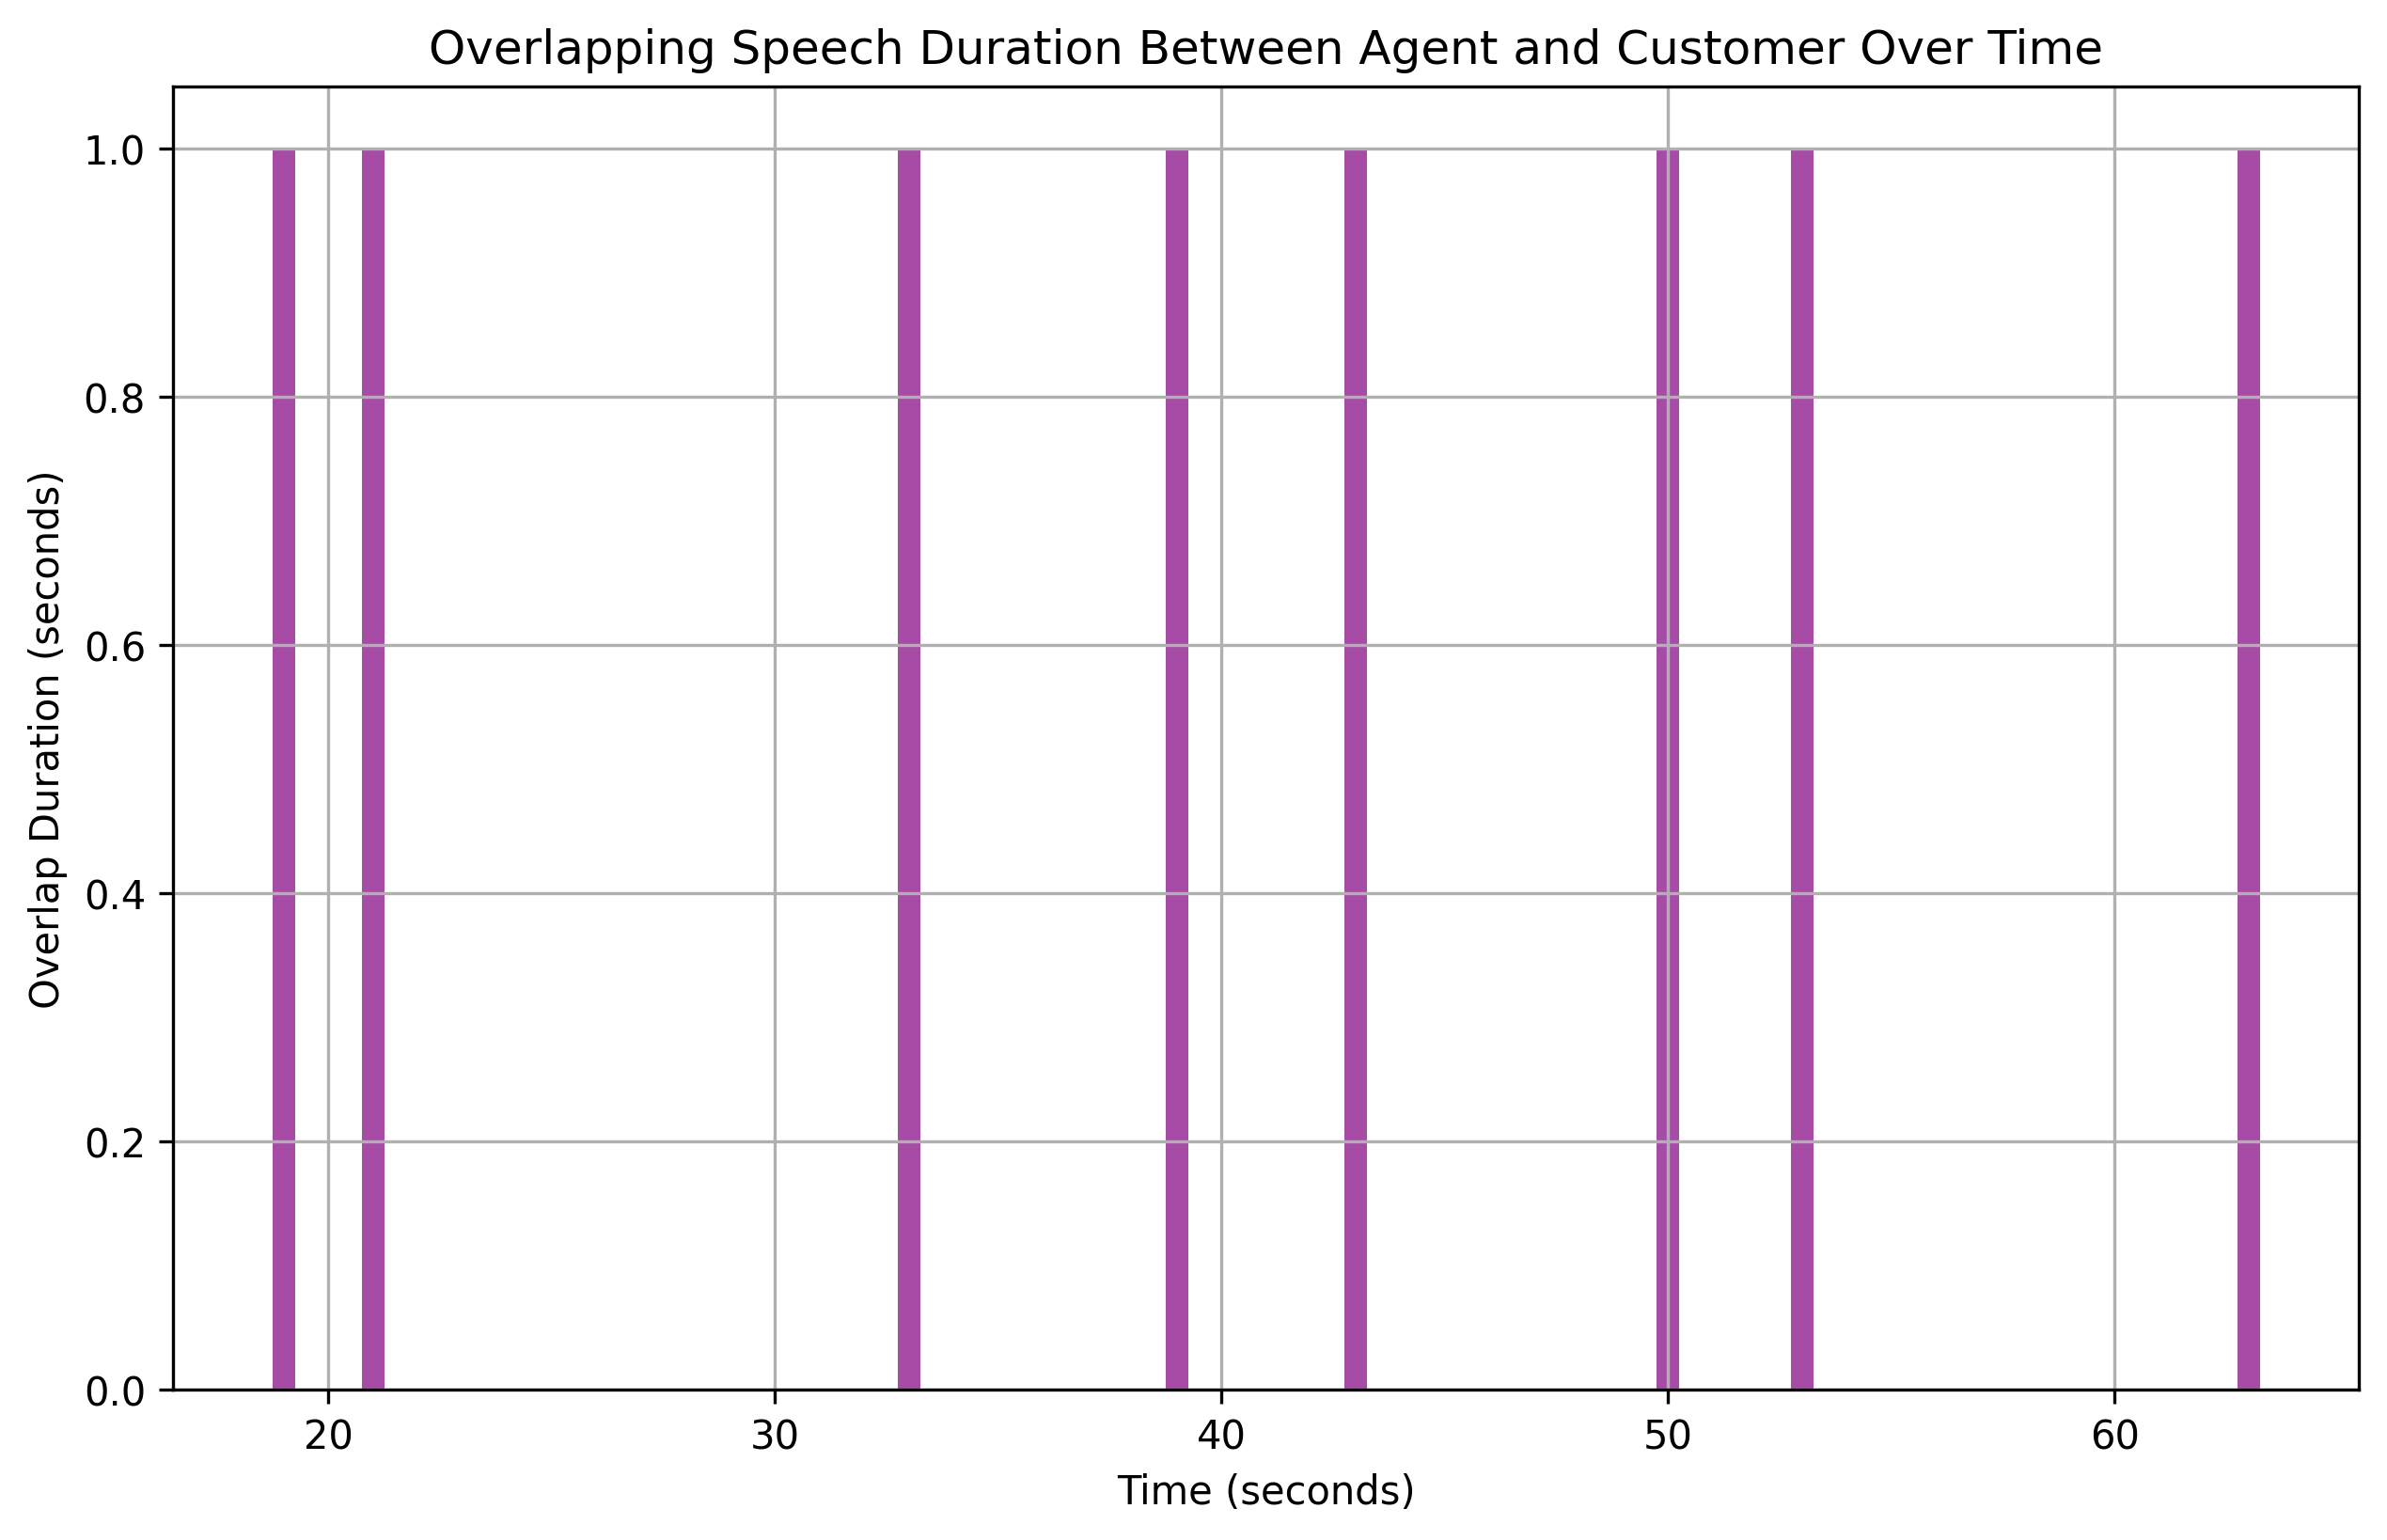 Overlapping Speech Duration Between Agent and Customer Over Time
1.0
0.8
0.6
0.4
0.2
0.0
Overlap Duration (seconds)
20 30 40 50 60
Time (seconds)